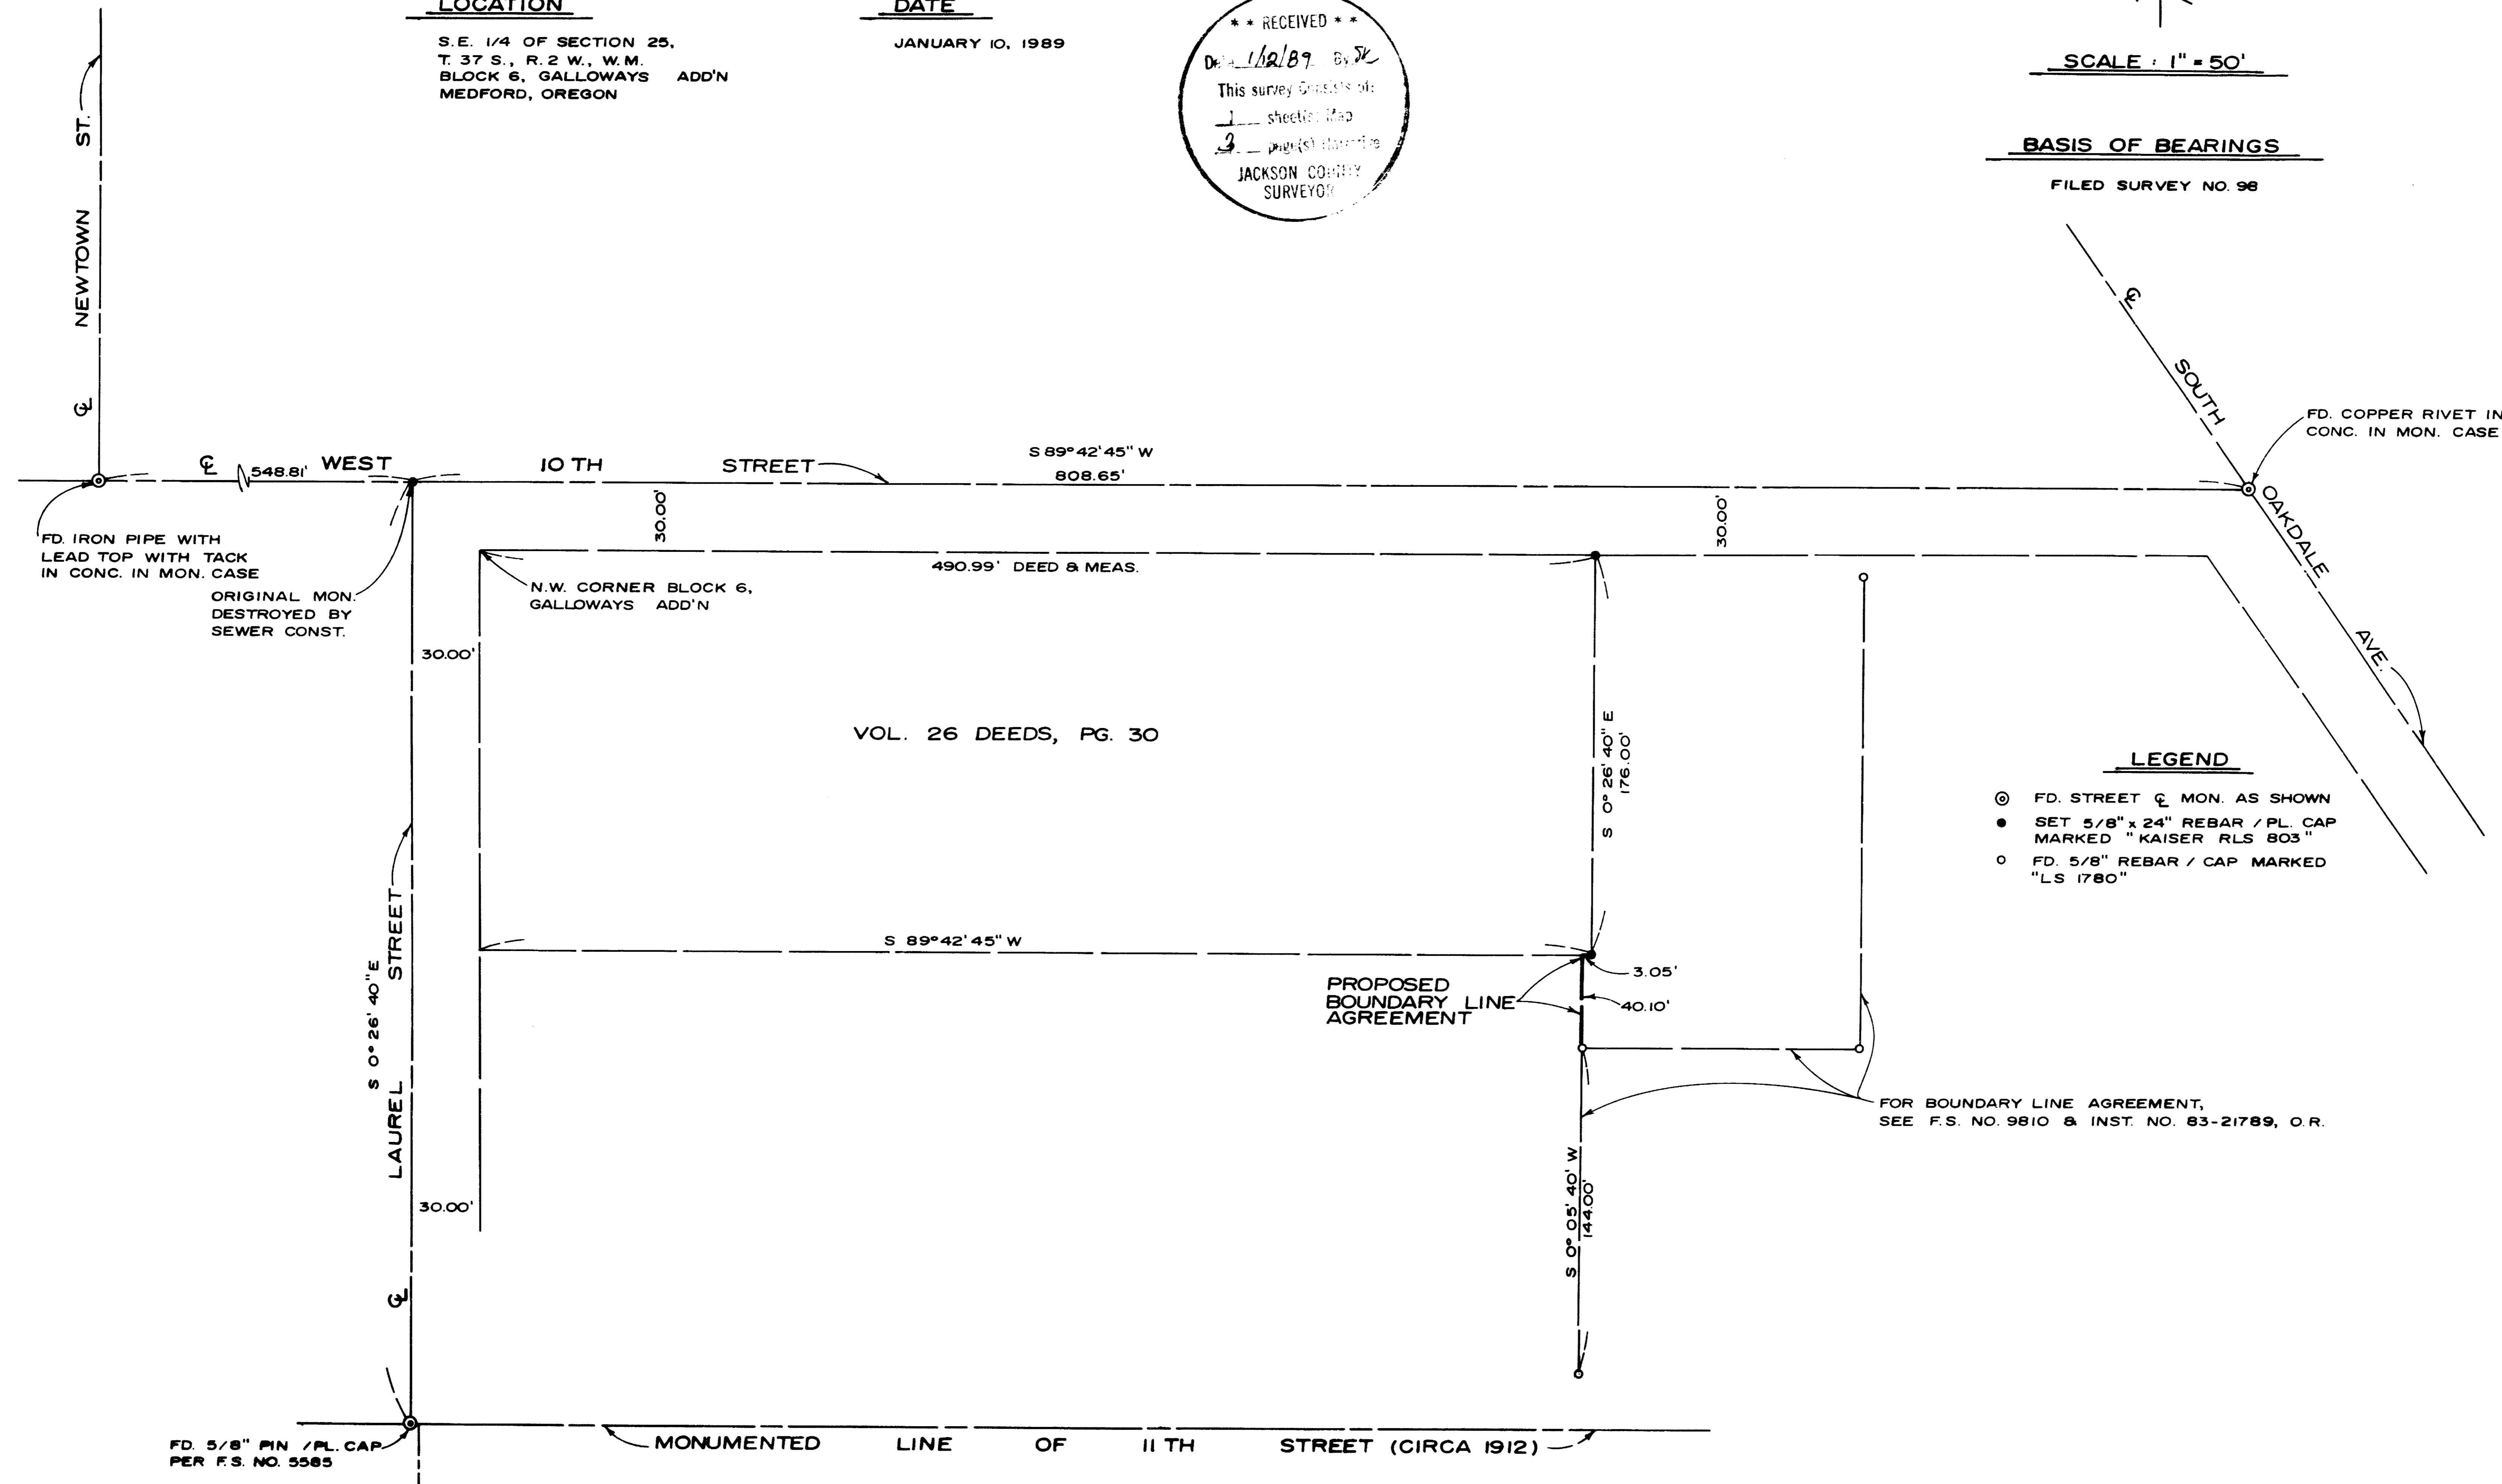 LOCATION
S.E. 1/4 OF SECTION 25,
T. 37 S., R. 2 W., W.M.
BLOCK 6, GALLOWAYS ADD'N
MEDFORD, OREGON
DATE
JANUARY 10, 1989
* * RECEIVED * *
1/12/89 By
This survey Consists of:
1 sheet(s) Map
3 page(s) Narrative
JACKSON COUNTY
SURVEYOR
SCALE : 1" = 50'
BASIS OF BEARINGS
FILED SURVEY NO. 98
NEWTOWN ST.
℄
℄
SOUTH
OAKDALE
AVE.
FD. COPPER RIVET IN
CONC. IN MON. CASE
℄
548.81'
WEST 10TH STREET
S 89°42'45" W
808.65'
30.00'
30.00'
FD. IRON PIPE WITH
LEAD TOP WITH TACK
IN CONC. IN MON. CASE
ORIGINAL MON.
DESTROYED BY
SEWER CONST.
N.W. CORNER BLOCK 6,
GALLOWAYS ADD'N
490.99' DEED & MEAS.
30.00'
VOL. 26 DEEDS, PG. 30
S 0° 26' 40" E
176.00'
LEGEND
FD. STREET ℄ MON. AS SHOWN
SET 5/8" x 24" REBAR / PL. CAP
MARKED "KAISER RLS 803"
FD. 5/8" REBAR / CAP MARKED
"LS 1780"
S 89°42'45" W
S 0° 26' 40" E
LAUREL STREET
℄
3.05'
PROPOSED
BOUNDARY LINE
AGREEMENT
40.10'
FOR BOUNDARY LINE AGREEMENT,
SEE F.S. NO. 9810 & INST. NO. 83-21789, O.R.
S 0° 05' 40' W
144.00'
30.00'
FD. 5/8" PIN /PL. CAP
PER F.S. NO. 5585
MONUMENTED LINE OF 11TH STREET (CIRCA 1912)